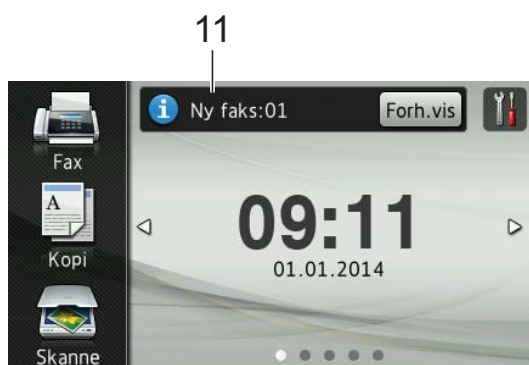 11
Ny faks:01
Forh.vis
Fax
Kopi
Skanne
09:11
01.01.2014